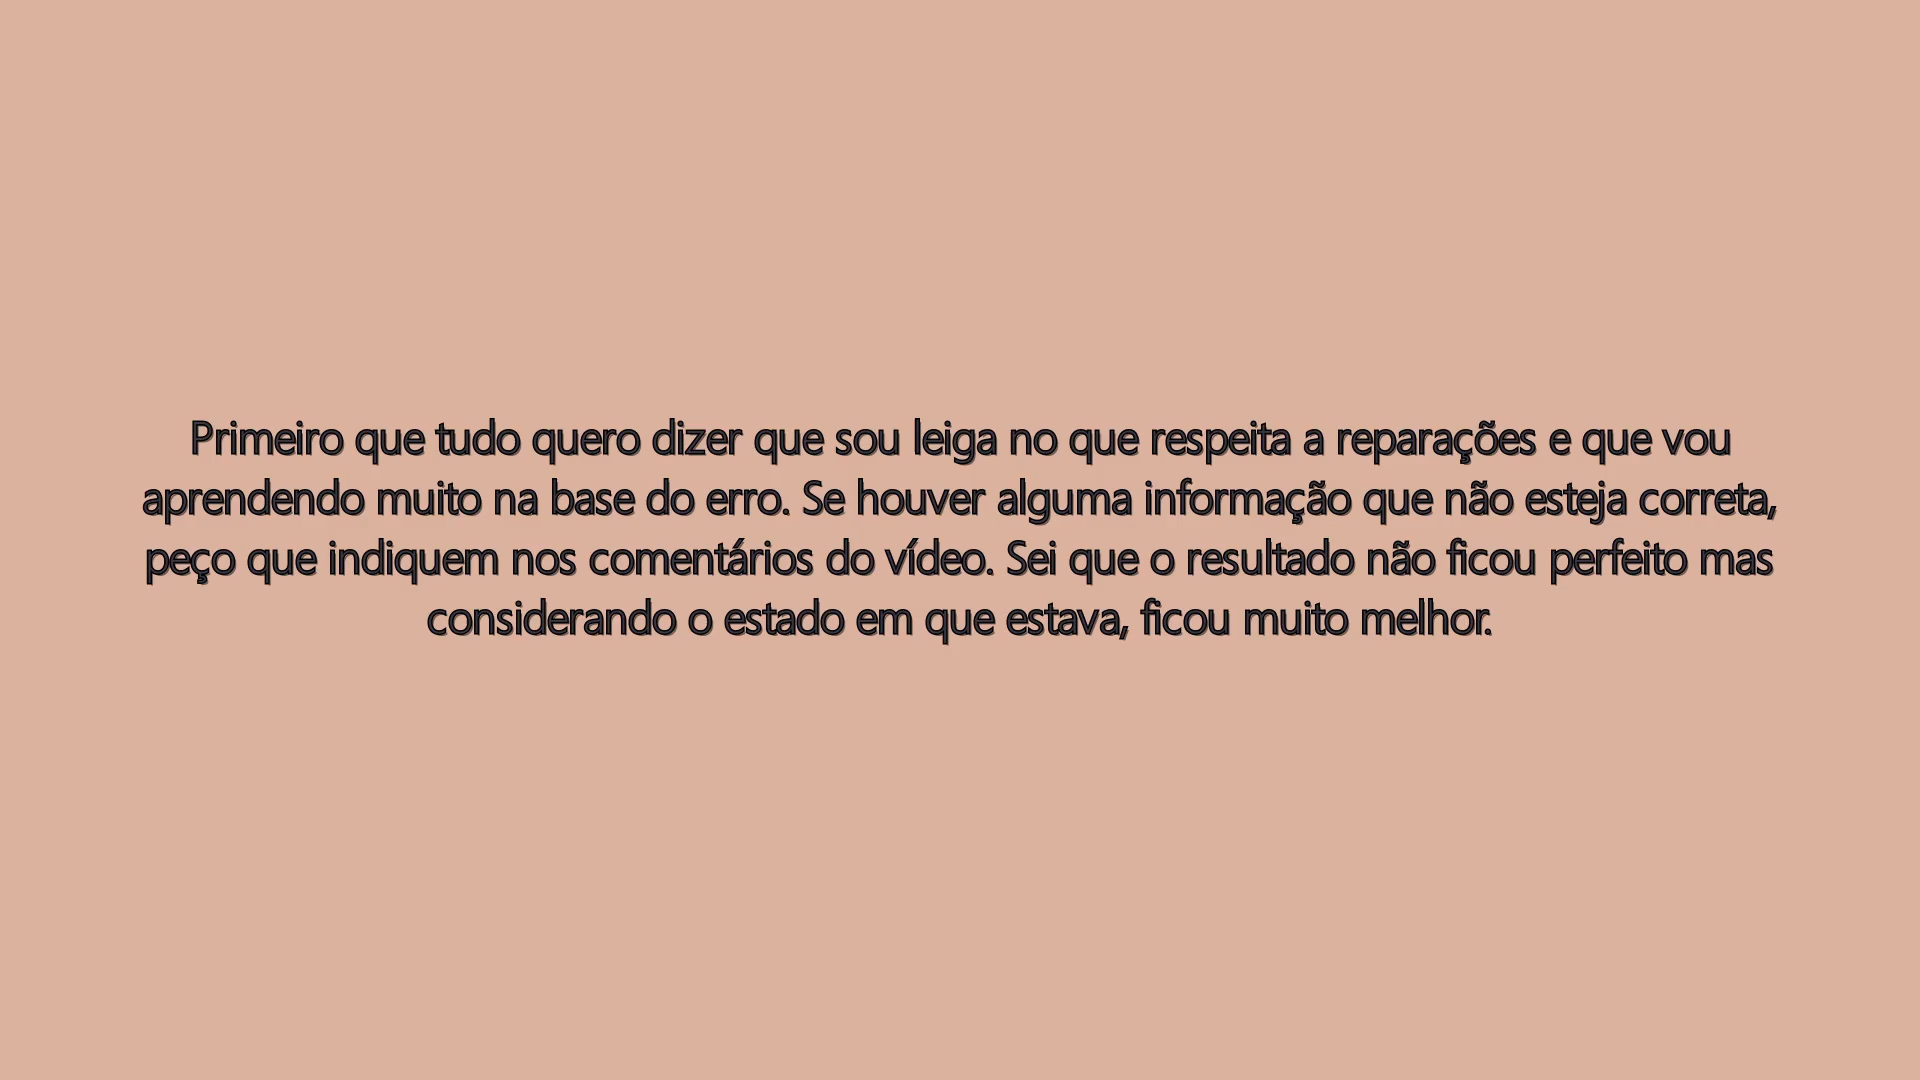 Primeiro que tudo quero dizer que sou leiga no que respeita a reparações e que vou
aprendendo muito na base do erro. Se houver alguma informação que não esteja correta,
peço que indiquem nos comentários do vídeo. Sei que o resultado não ficou perfeito mas
considerando o estado em que estava, ficou muito melhor.